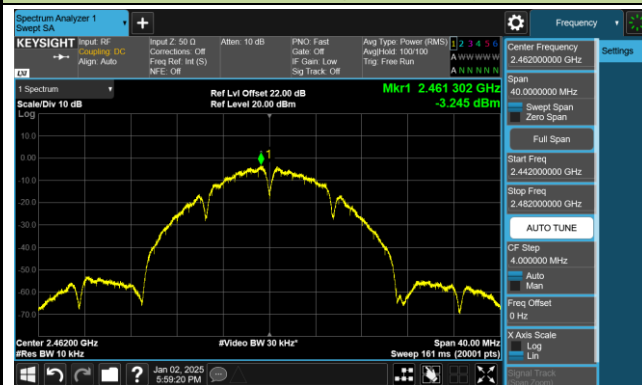 Spectrum Analyzer 1
Swept SA
+
Frequency
KEYSIGHT
Input: RF
Coupling: DC
Align: Auto
LXI
Input Z: 50 Ω
Corrections: Off
Freq Ref: Int (S)
NFE: Off
Atten: 10 dB
PNO: Fast
Gate: Off
IF Gain: Low
Sig Track: Off
Avg Type: Power (RMS)
Avg|Hold: 100/100
Trig: Free Run
1 2 3 4 5 6
A W W W W W
A N N N N N
1 Spectrum
Scale/Div 10 dB
Log
Ref Lvl Offset 22.00 dB
Ref Level 20.00 dBm
Mkr1 2.461 302 GHz
-3.245 dBm
10.0
0.00
-10.0
-20.0
-30.0
-40.0
-50.0
-60.0
-70.0
1
Center 2.46200 GHz
#Res BW 10 kHz
#Video BW 30 kHz*
Span 40.00 MHz
Sweep 161 ms (20001 pts)
Center Frequency
2.462000000 GHz
Span
40.0000000 MHz
Swept Span
Zero Span
Full Span
Start Freq
2.442000000 GHz
Stop Freq
2.482000000 GHz
AUTO TUNE
CF Step
4.000000 MHz
Auto
Man
Freq Offset
0 Hz
X Axis Scale
Log
Lin
Signal Track
Settings
?
Jan 02, 2025
5:59:20 PM